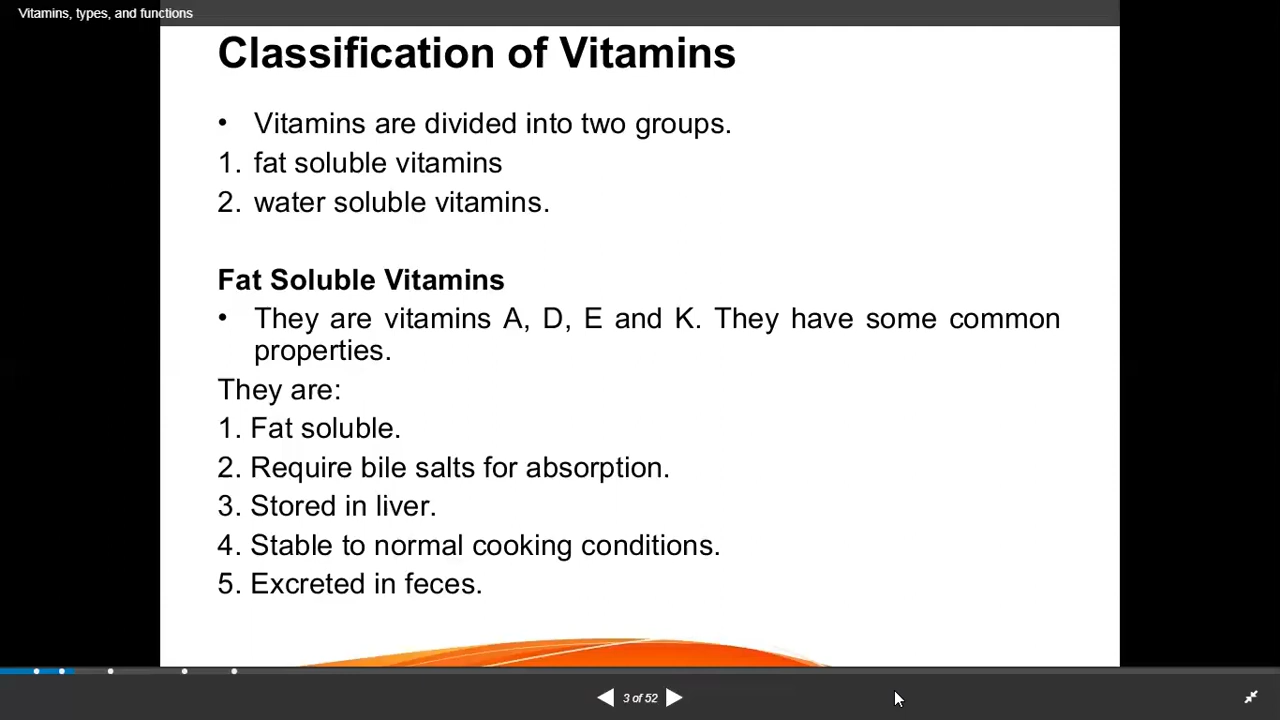 Vitamins, types, and functions
Classification of Vitamins
• Vitamins are divided into two groups.
1. fat soluble vitamins
2. water soluble vitamins.
Fat Soluble Vitamins
• They are vitamins A, D, E and K. They have some common
properties.
They are:
1. Fat soluble.
2. Require bile salts for absorption.
3. Stored in liver.
4. Stable to normal cooking conditions.
5. Excreted in feces.
3 of 52